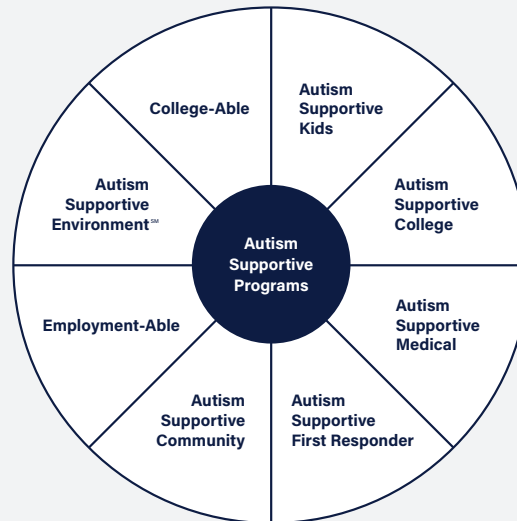 College-Able
Autism
Supportive
Kids
Autism
Supportive
Environment℠
Autism
Supportive
College
Autism
Supportive
Programs
Employment-Able
Autism
Supportive
Medical
Autism
Supportive
Community
Autism
Supportive
First Responder